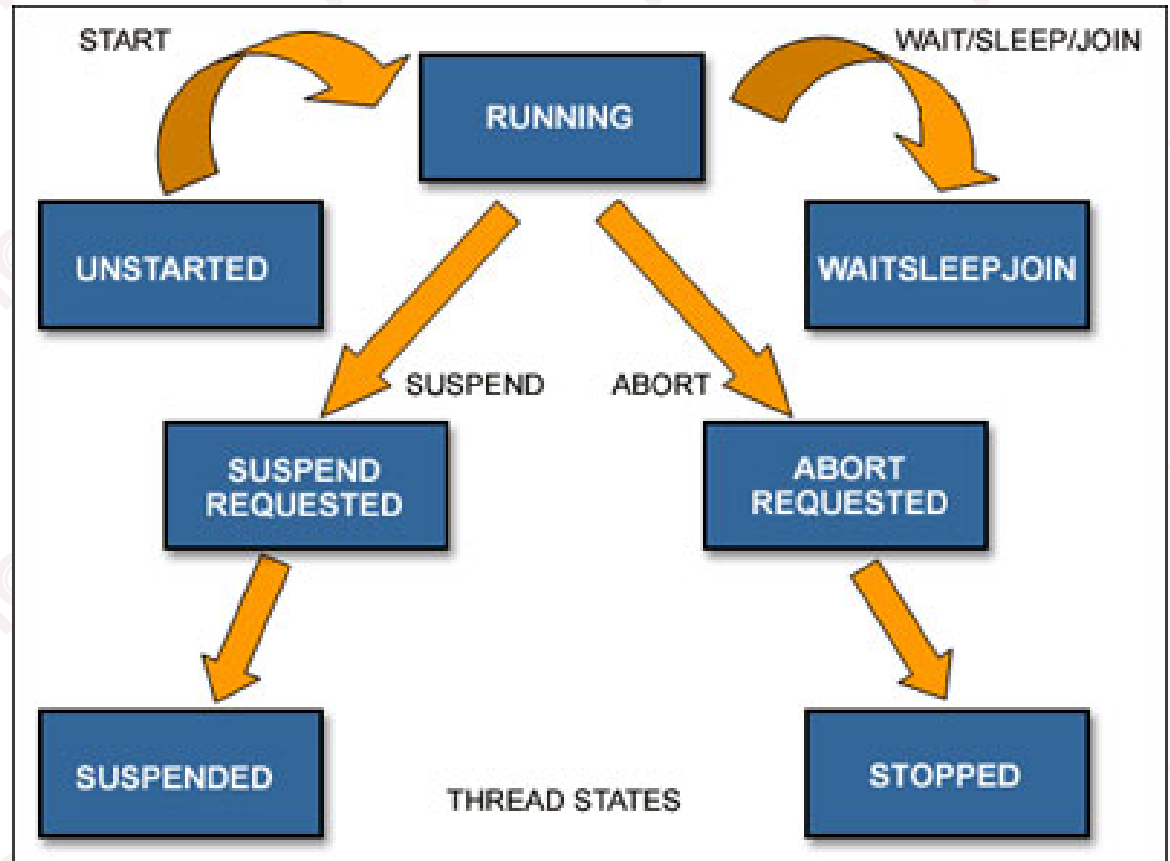 START
WAIT/SLEEP/JOIN
RUNNING
UNSTARTED
WAITSLEEPJOIN
SUSPEND
ABORT
SUSPEND
REQUESTED
ABORT
REQUESTED
SUSPENDED
STOPPED
THREAD STATES